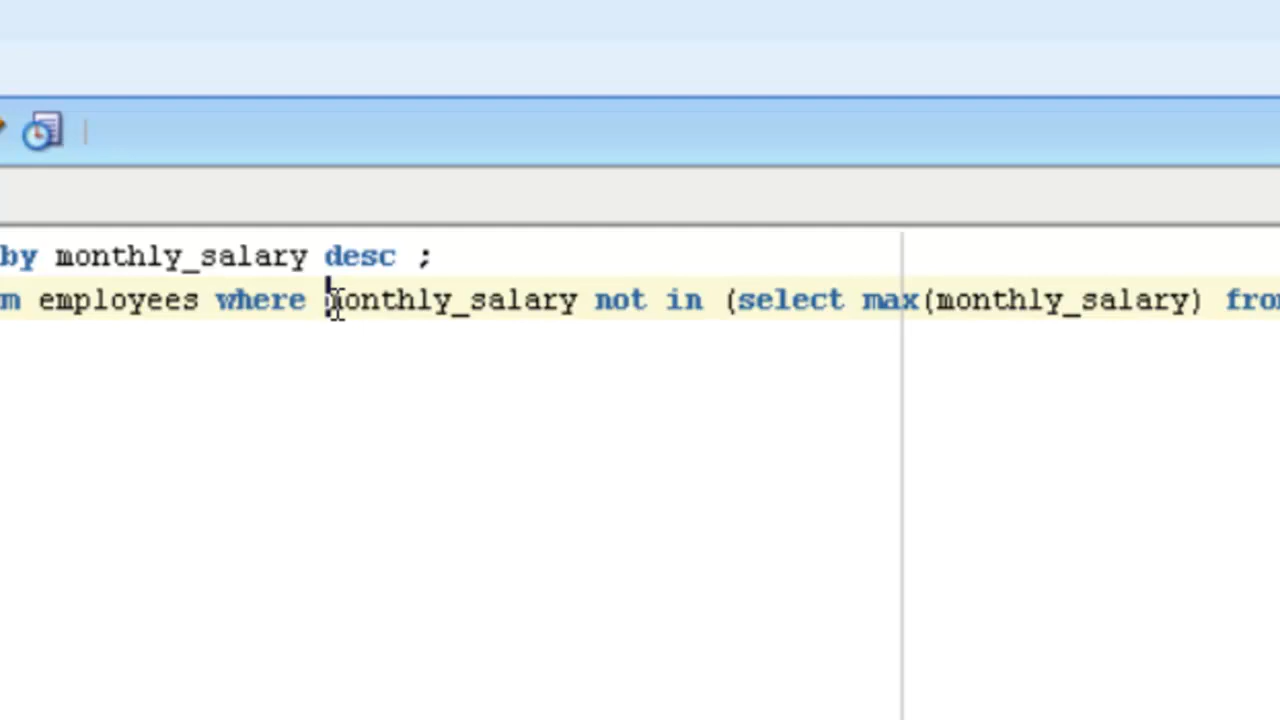 by monthly_salary desc ;
m employees where monthly_salary not in (select max(monthly_salary) fro